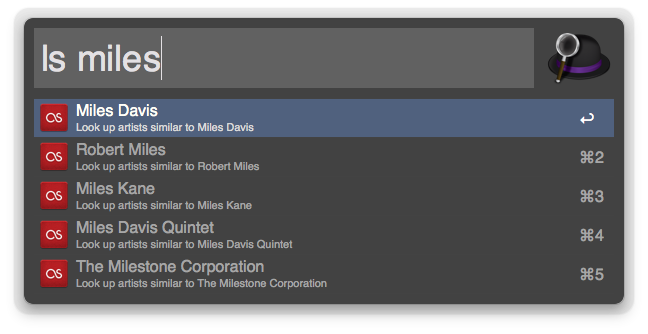 ls miles
Miles Davis
Look up artists similar to Miles Davis
↩
Robert Miles
Look up artists similar to Robert Miles
⌘2
Miles Kane
Look up artists similar to Miles Kane
⌘3
Miles Davis Quintet
Look up artists similar to Miles Davis Quintet
⌘4
The Milestone Corporation
Look up artists similar to The Milestone Corporation
⌘5